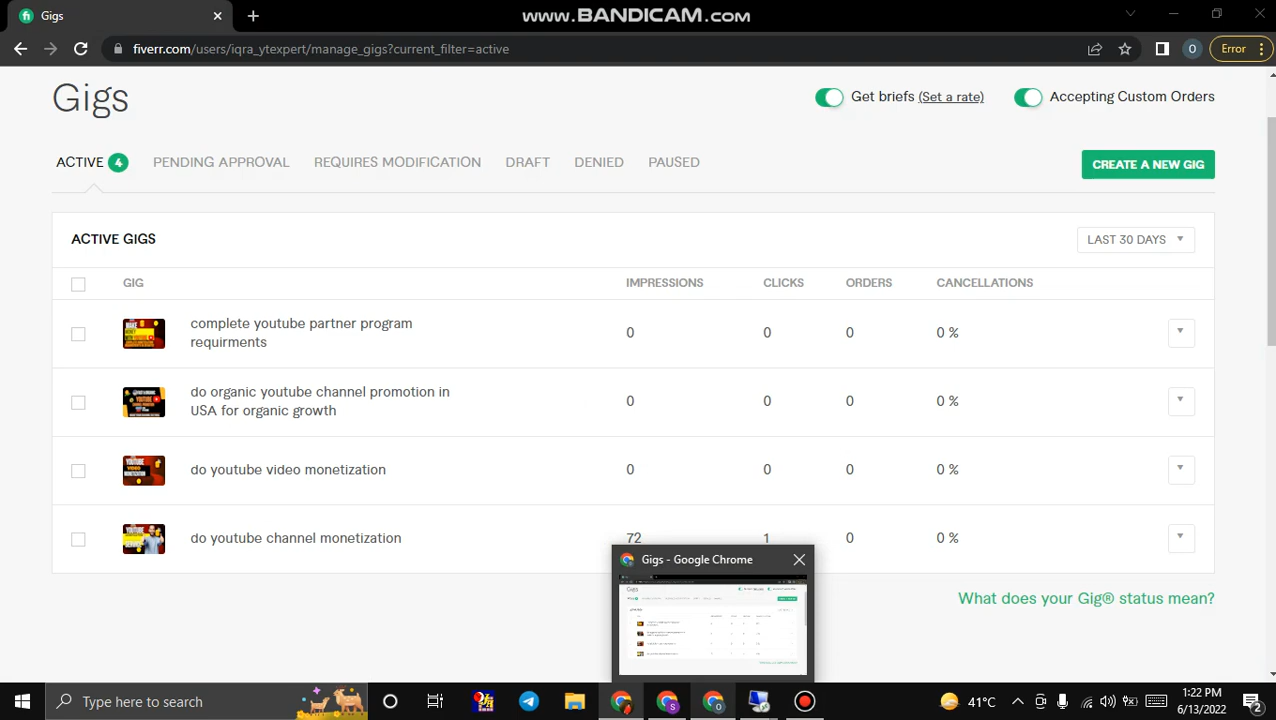 Gigs
www.BANDICAM.com
fiverr.com/users/iqra_ytexpert/manage_gigs?current_filter=active
O
Error
Gigs
Get briefs (Set a rate)
Accepting Custom Orders
ACTIVE 4
PENDING APPROVAL
REQUIRES MODIFICATION
DRAFT
DENIED
PAUSED
CREATE A NEW GIG
ACTIVE GIGS
LAST 30 DAYS
GIG
IMPRESSIONS
CLICKS
ORDERS
CANCELLATIONS
complete youtube partner program
requirments
0
0
0
0 %
do organic youtube channel promotion in
USA for organic growth
0
0
0
0 %
do youtube video monetization
0
0
0
0 %
do youtube channel monetization
72
1
0
0 %
Gigs - Google Chrome
What does your Gig® status mean?
Type here to search
41°C
1:22 PM
6/13/2022
2